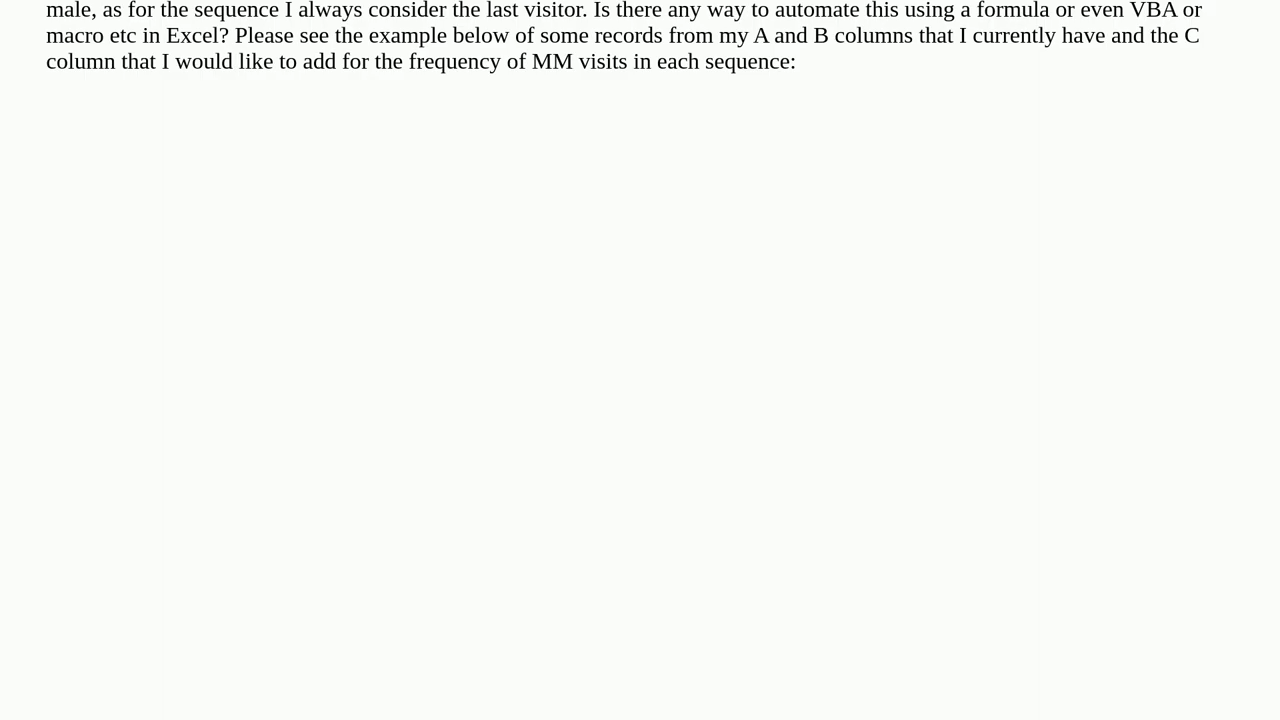 male, as for the sequence I always consider the last visitor. Is there any way to automate this using a formula or even VBA or
macro etc in Excel? Please see the example below of some records from my A and B columns that I currently have and the C
column that I would like to add for the frequency of MM visits in each sequence: